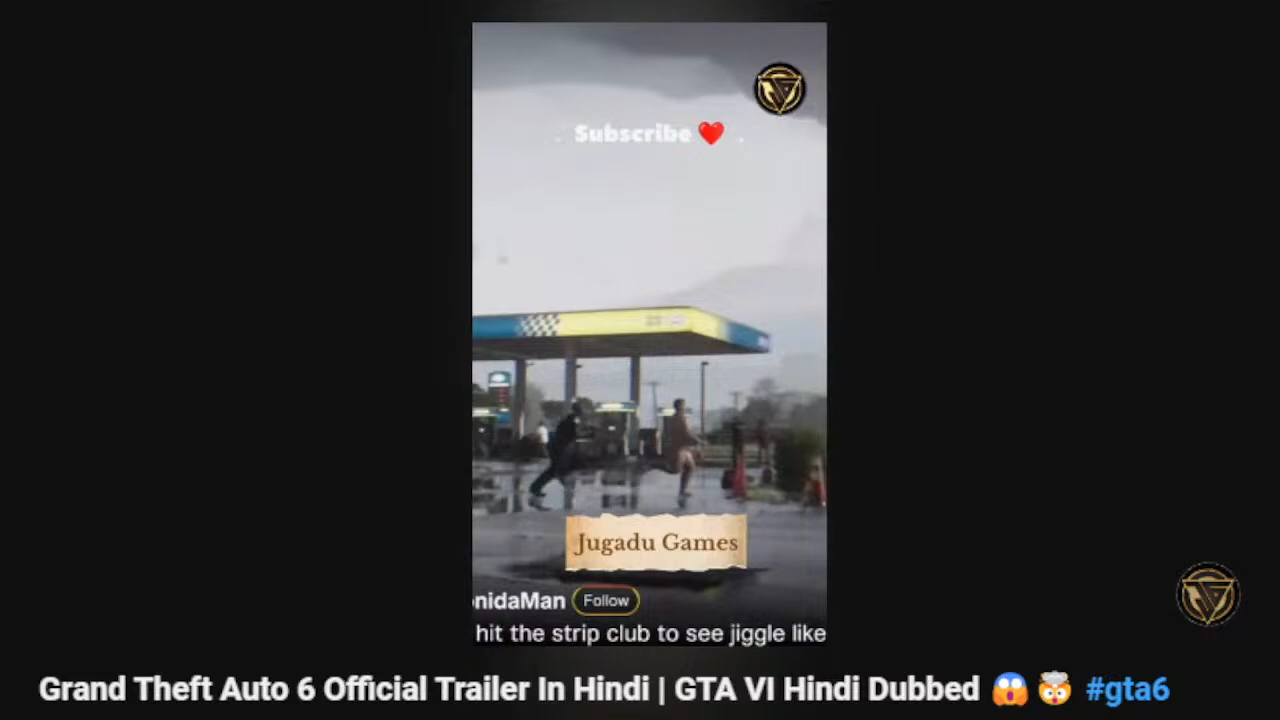 Subscribe ❤️
Jugadu Games
nidaMan Follow
hit the strip club to see jiggle like
Grand Theft Auto 6 Official Trailer In Hindi | GTA VI Hindi Dubbed 😱🤯 #gta6